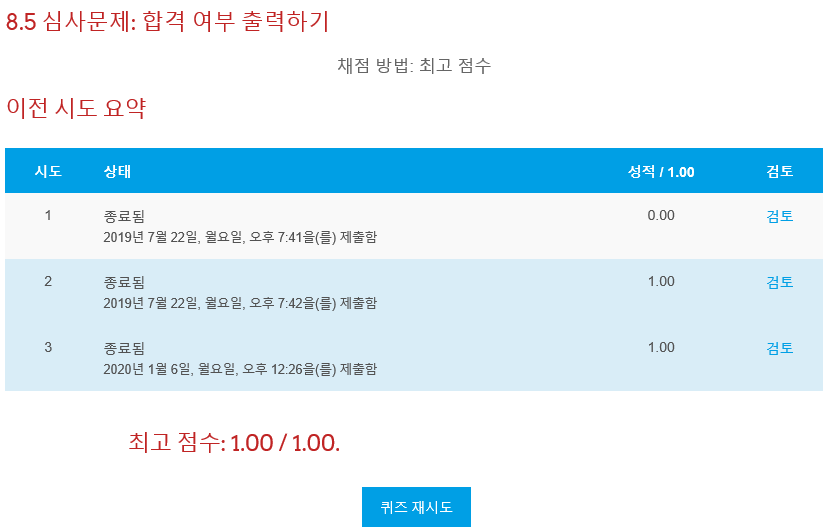 8.5 심사문제: 합격 여부 출력하기
채점 방법: 최고 점수
이전 시도 요약
시도 상태 성적 / 1.00 검토
1 종료됨 0.00 검토
2019년 7월 22일, 월요일, 오후 7:41을(를) 제출함
2 종료됨 1.00 검토
2019년 7월 22일, 월요일, 오후 7:42을(를) 제출함
3 종료됨 1.00 검토
2020년 1월 6일, 월요일, 오후 12:26을(를) 제출함
최고 점수: 1.00 / 1.00.
퀴즈 재시도